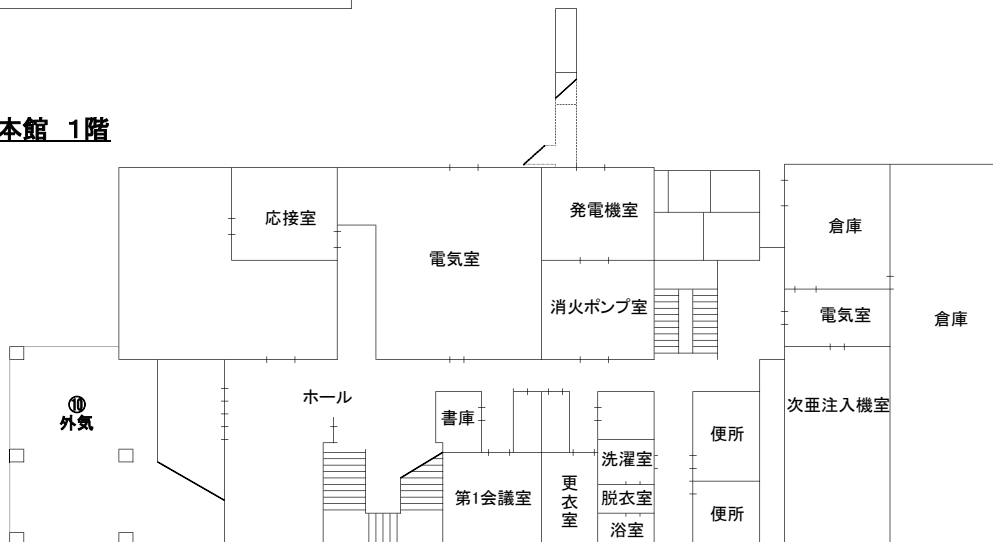 本館 1階
応接室
発電機室
倉庫
電気室
消火ポンプ室
電気室
倉庫
ホール
⑩
外気
書庫
次亜注入機室
便所
洗濯室
第1会議室
更衣室
脱衣室
便所
浴室